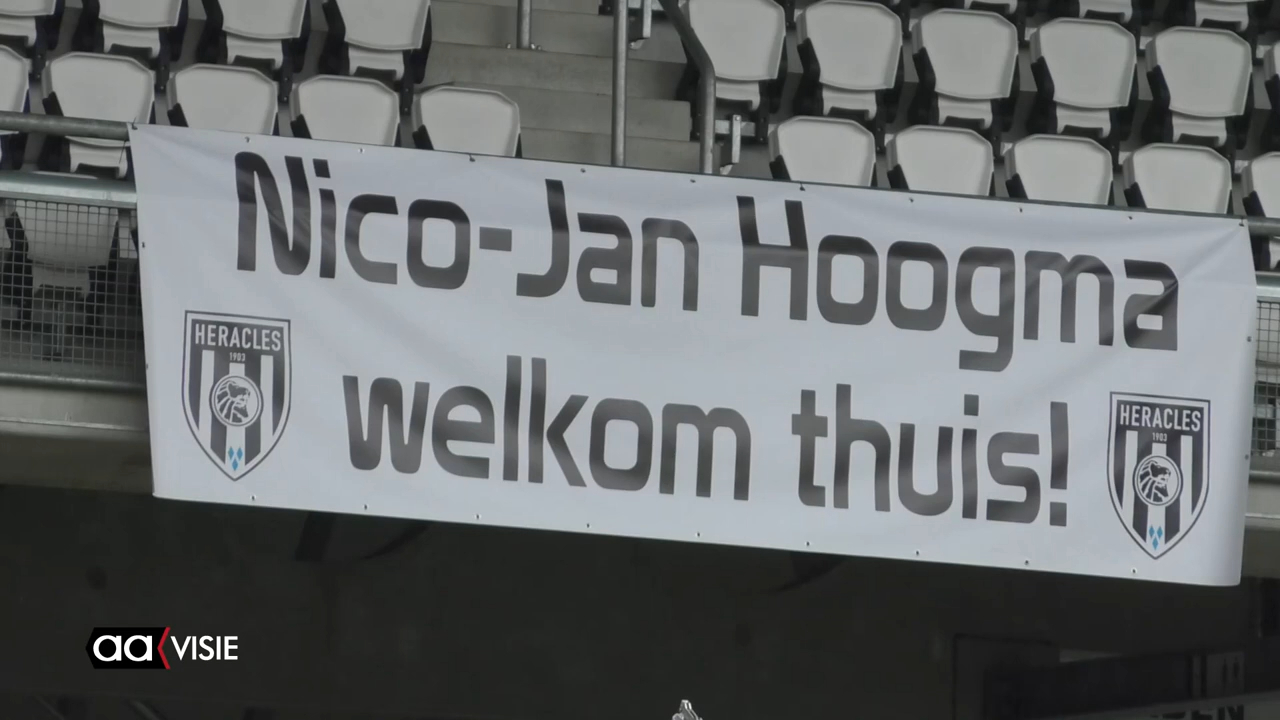 Nico-Jan Hoogma
welkom thuis!
HERACLES
1903
HERACLES
1903
aa VISIE